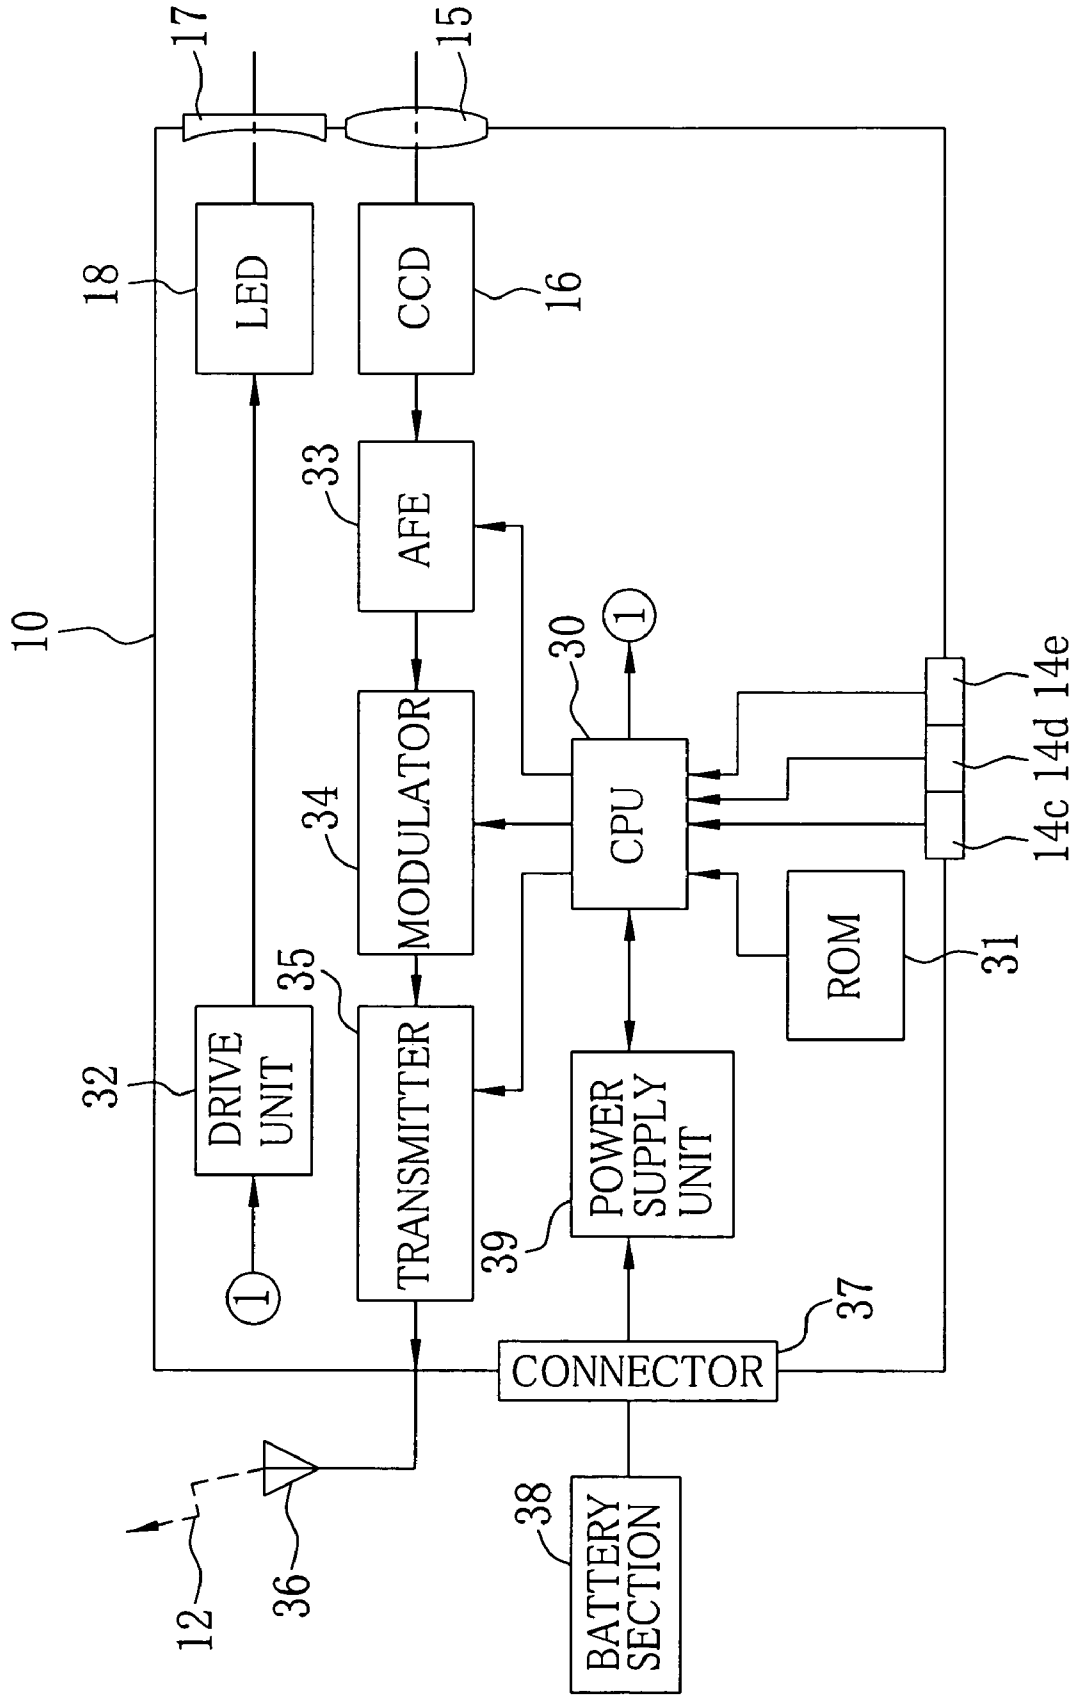 10
32
18
17
DRIVE
UNIT
LED
1
12
36
35
34
33
15
TRANSMITTER
MODULATOR
AFE
CCD
16
38
39
30
BATTERY
SECTION
CONNECTOR
POWER
SUPPLY
UNIT
CPU
1
37
ROM
31
14c
14d
14e